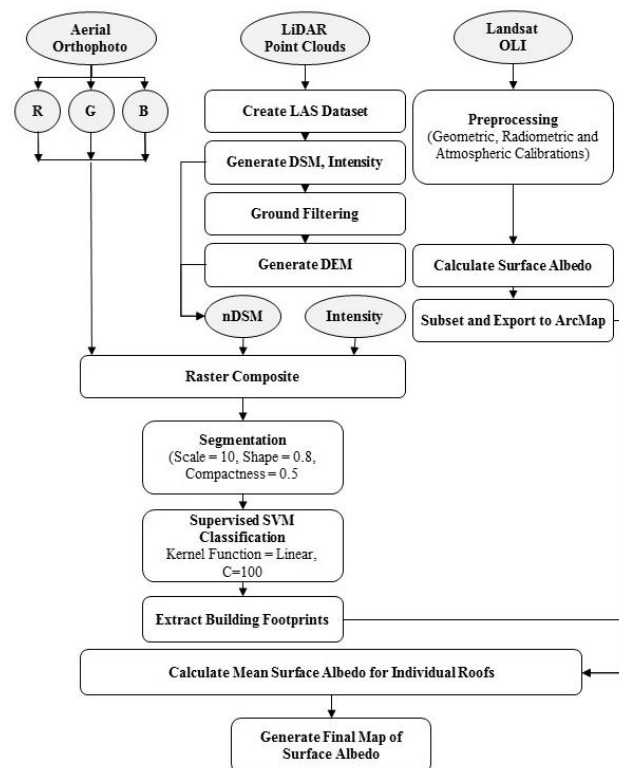 Aerial
Orthophoto
LiDAR
Point Clouds
Landsat
OLI
R
G
B
Create LAS Dataset
Preprocessing
(Geometric, Radiometric and
Atmospheric Calibrations)
Generate DSM, Intensity
Ground Filtering
Generate DEM
Calculate Surface Albedo
nDSM
Intensity
Subset and Export to ArcMap
Raster Composite
Segmentation
(Scale = 10, Shape = 0.8,
Compactness = 0.5
Supervised SVM
Classification
Kernel Function = Linear,
C=100
Extract Building Footprints
Calculate Mean Surface Albedo for Individual Roofs
Generate Final Map of
Surface Albedo